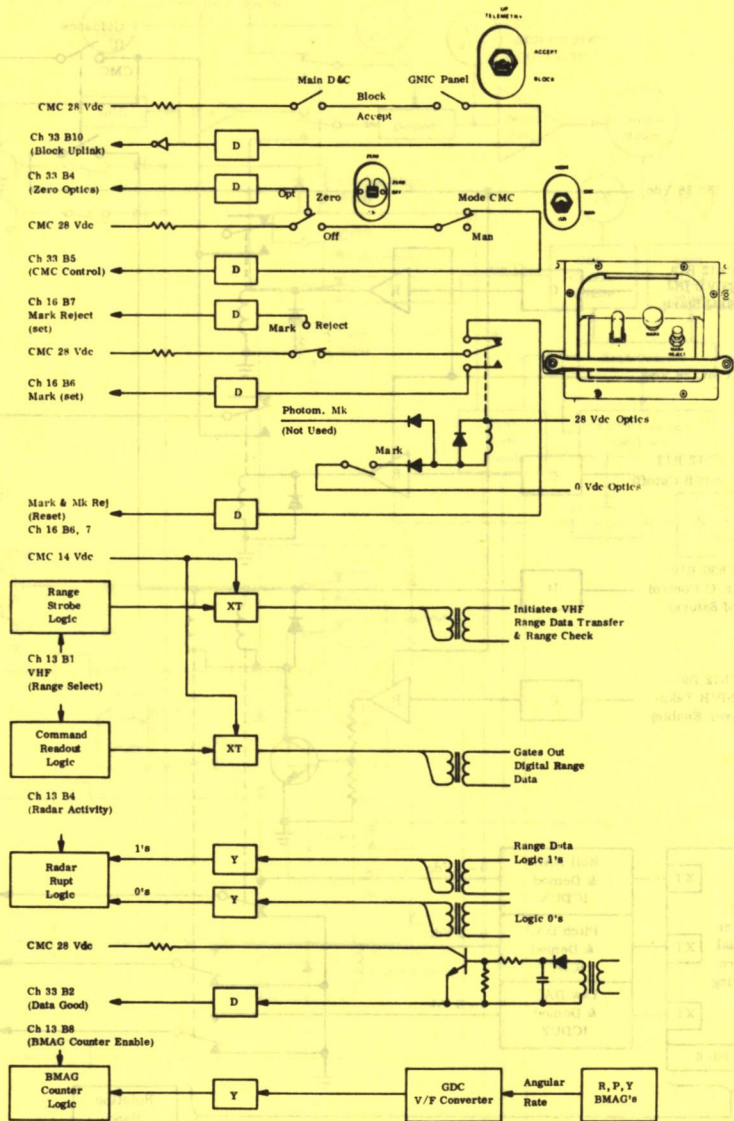 UP
TELEMETRY
ACCEPT
BLOCK
Main D&C
GNIC Panel
Block
Accept
CMC 28 Vdc
Ch 33 B10
(Block Uplink)
D
Ch 33 B4
(Zero Optics)
D
Opt
Zero
ZERO
OFF
Mode CMC
CMC 28 Vdc
Off
Man
Ch 33 B5
(CMC Control)
D
Ch 16 B7
Mark Reject
(set)
D
Mark
Reject
MARK
MARK
REJECT
CMC 28 Vdc
Ch 16 B6
Mark (set)
D
Photom. Mk
(Not Used)
28 Vdc Optics
Mark
0 Vdc Optics
Mark & Mk Rej
(Reset)
Ch 16 B6, 7
D
CMC 14 Vdc
Range
Strobe
Logic
XT
Initiates VHF
Range Data Transfer
& Range Check
Ch 13 B1
VHF
(Range Select)
Command
Readout
Logic
XT
Gates Out
Digital Range
Data
Ch 13 B4
(Radar Activity)
Radar
Rupt
Logic
1's
Y
Range Data
Logic 1's
0's
Y
Logic 0's
CMC 28 Vdc
Ch 33 B2
(Data Good)
D
Ch 13 B8
(BMAG Counter Enable)
BMAG
Counter
Logic
Y
GDC
V/F Converter
Angular
Rate
R, P, Y
BMAG's